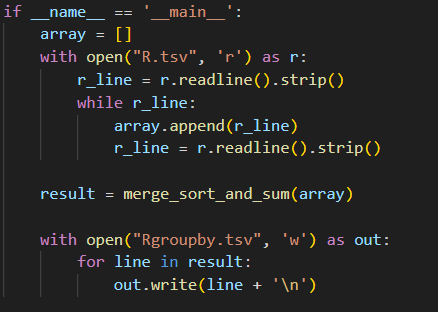 if __name__ == '__main__':
    array = []
    with open("R.tsv", 'r') as r:
        r_line = r.readline().strip()
        while r_line:
            array.append(r_line)
            r_line = r.readline().strip()

    result = merge_sort_and_sum(array)

    with open("Rgroupby.tsv", 'w') as out:
        for line in result:
            out.write(line + '\n')